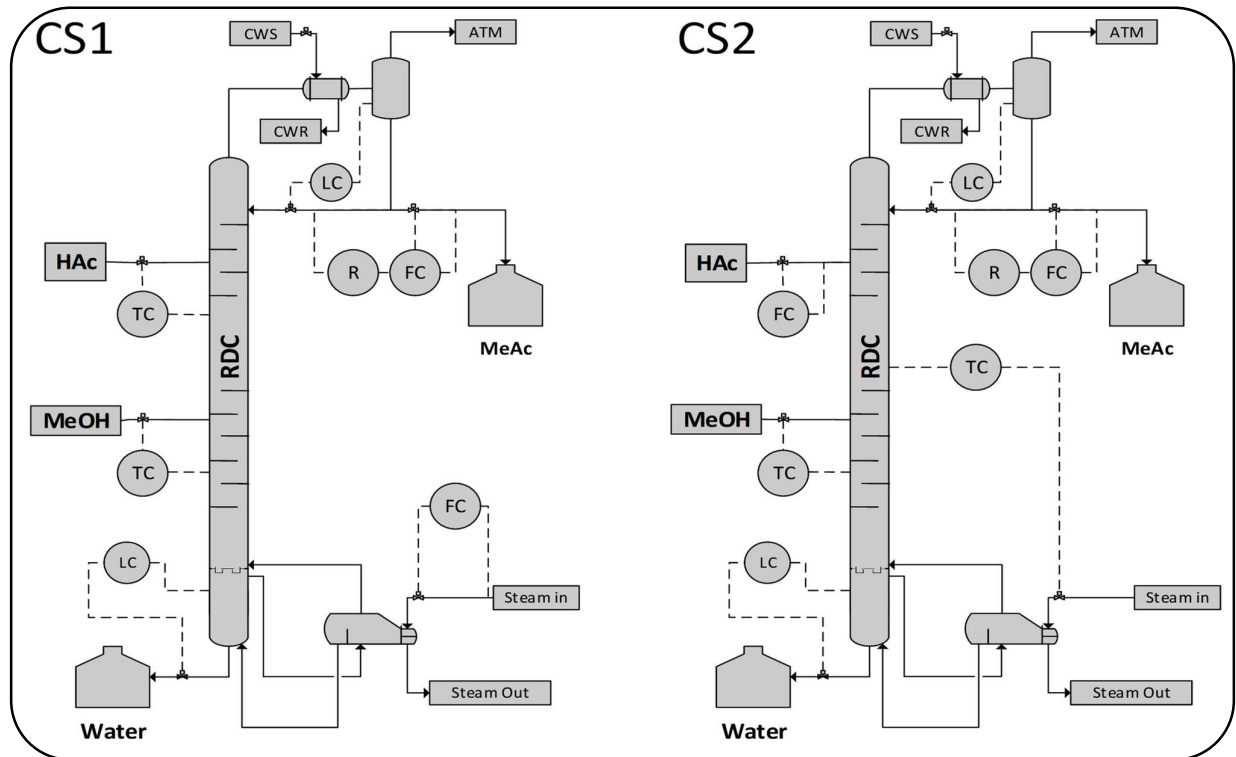 CS1
CWS
ATM
CWR
LC
HAc
R
FC
TC
MeAc
RDC
MeOH
TC
FC
LC
Steam in
Steam Out
Water
CS2
CWS
ATM
CWR
LC
HAc
R
FC
FC
MeAc
RDC
TC
MeOH
TC
LC
Steam in
Steam Out
Water